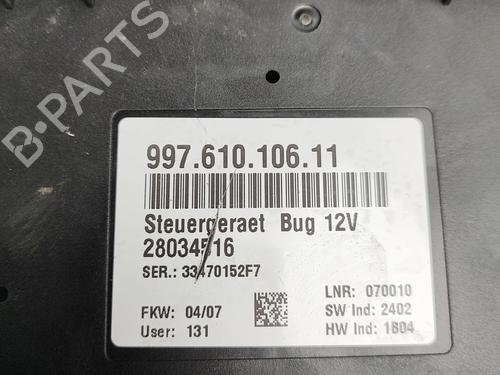 B-PARTS
997.610.106.11
Steuergeraet Bug 12V
28034516
SER.: 33470152F7
LNR: 070010
FKW: 04/07
SW Ind: 2402
User: 131
HW Ind: 1804